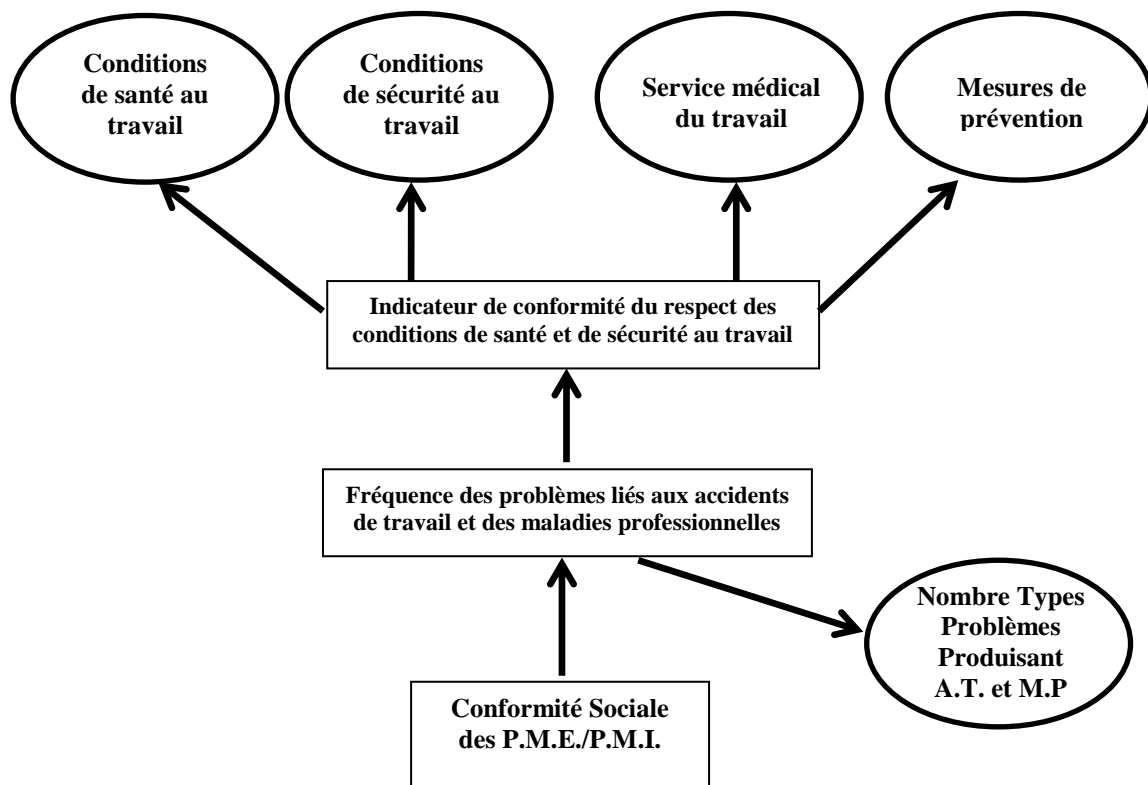 Conditions
de santé au
travail
Conditions
de sécurité au
travail
Service médical
du travail
Mesures de
prévention
Indicateur de conformité du respect des
conditions de santé et de sécurité au travail
Fréquence des problèmes liés aux accidents
de travail et des maladies professionnelles
Nombre Types
Problèmes
Produisant
A.T. et M.P
Conformité Sociale
des P.M.E./P.M.I.